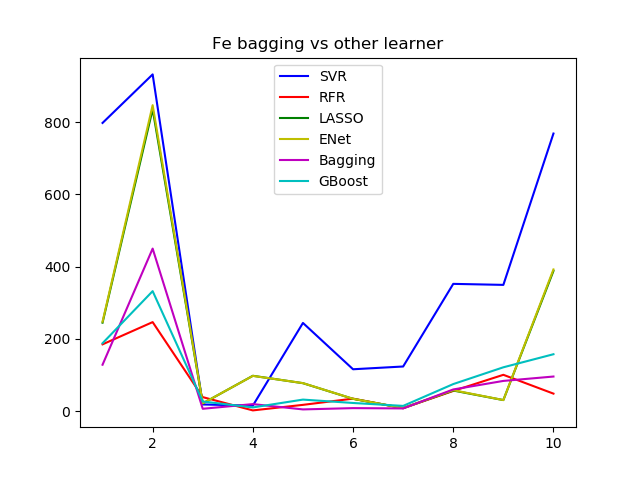 Fe bagging vs other learner
SVR
RFR
LASSO
ENet
Bagging
GBoost
800
600
400
200
0
2
4
6
8
10